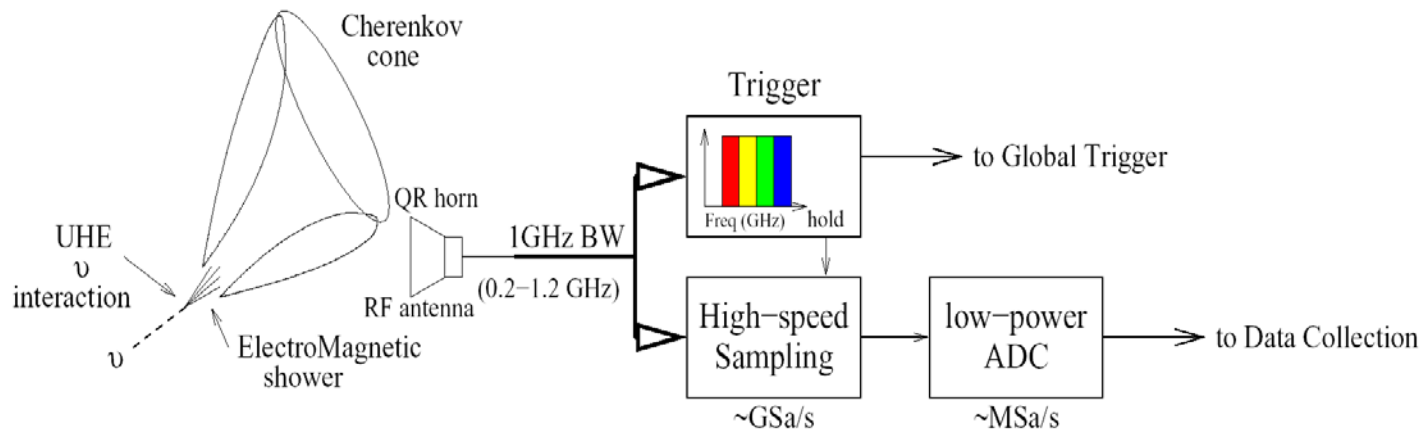 Cherenkov
cone
UHE
υ
interaction
υ
ElectroMagnetic
shower
QR horn
RF antenna
1GHz BW
(0.2−1.2 GHz)
Trigger
Freq (GHz)
hold
to Global Trigger
High−speed
Sampling
~GSa/s
low−power
ADC
~MSa/s
to Data Collection